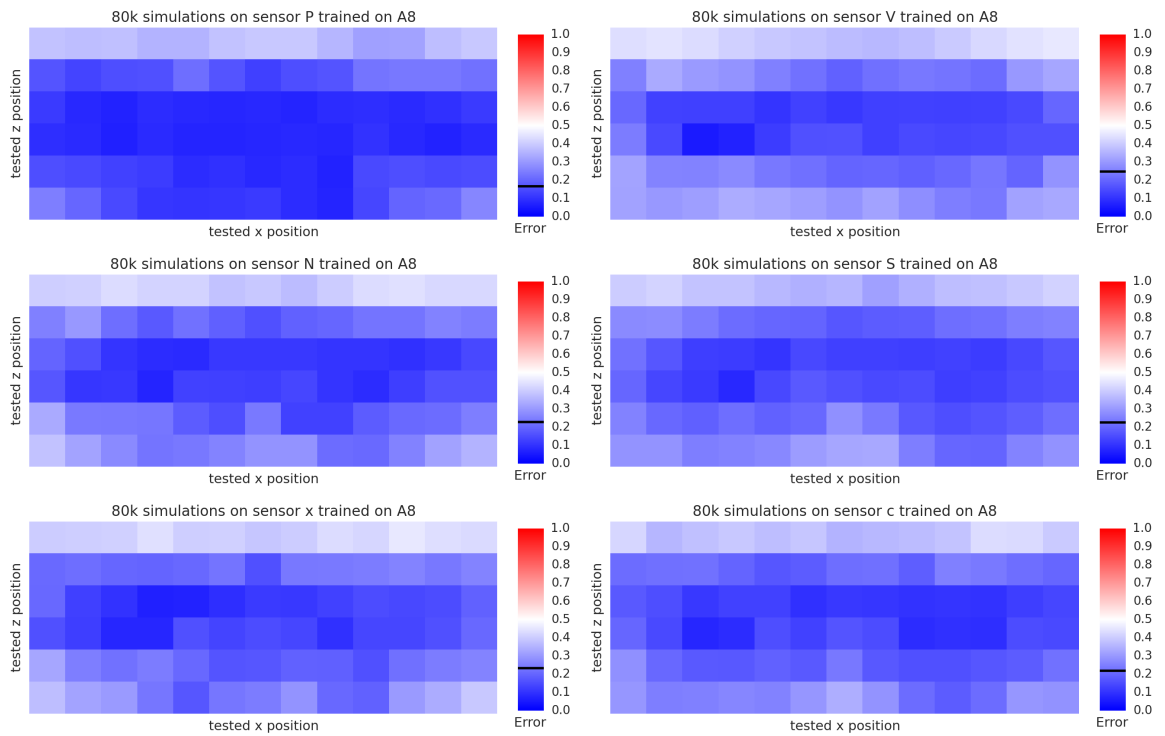 80k simulations on sensor P trained on A8
tested z position
tested x position
1.0
0.9
0.8
0.7
0.6
0.5
0.4
0.3
0.2
0.1
0.0
Error
80k simulations on sensor V trained on A8
tested z position
tested x position
1.0
0.9
0.8
0.7
0.6
0.5
0.4
0.3
0.2
0.1
0.0
Error
80k simulations on sensor N trained on A8
tested z position
tested x position
1.0
0.9
0.8
0.7
0.6
0.5
0.4
0.3
0.2
0.1
0.0
Error
80k simulations on sensor S trained on A8
tested z position
tested x position
1.0
0.9
0.8
0.7
0.6
0.5
0.4
0.3
0.2
0.1
0.0
Error
80k simulations on sensor x trained on A8
tested z position
tested x position
1.0
0.9
0.8
0.7
0.6
0.5
0.4
0.3
0.2
0.1
0.0
Error
80k simulations on sensor c trained on A8
tested z position
tested x position
1.0
0.9
0.8
0.7
0.6
0.5
0.4
0.3
0.2
0.1
0.0
Error